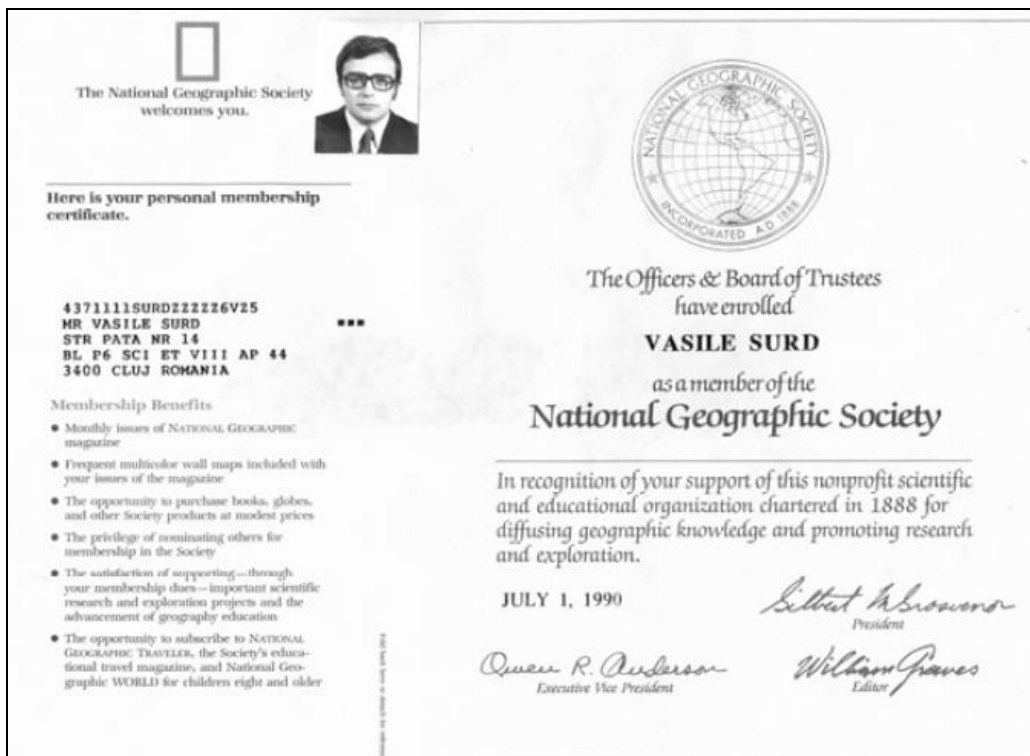 The National Geographic Society
welcomes you.
Here is your personal membership
certificate.
4371111SURDZZZZZ6V25
MR VASILE SURD
STR PATA NR 14
BL P6 SCI ET VIII AP 44
3400 CLUJ ROMANIA
Membership Benefits
• Monthly issues of NATIONAL GEOGRAPHIC
magazine
• Frequent multicolor wall maps included with
your issues of the magazine
• The opportunity to purchase books, globes,
and other Society products at modest prices
• The privilege of nominating others for
membership in the Society
• The satisfaction of supporting—through
your membership dues—important scientific
research and exploration projects and the
advancement of geography education
• The opportunity to subscribe to NATIONAL
GEOGRAPHIC TRAVELER, the Society's educa-
tional travel magazine, and National Geo-
graphic WORLD for children eight and older
NATIONAL GEOGRAPHIC SOCIETY
INCORPORATED A.D. 1888
The Officers & Board of Trustees
have enrolled
VASILE SURD
as a member of the
National Geographic Society
In recognition of your support of this nonprofit scientific
and educational organization chartered in 1888 for
diffusing geographic knowledge and promoting research
and exploration.
JULY 1, 1990
Gilbert M Grosvenor
President
Owen R. Anderson
Executive Vice President
William Graves
Editor